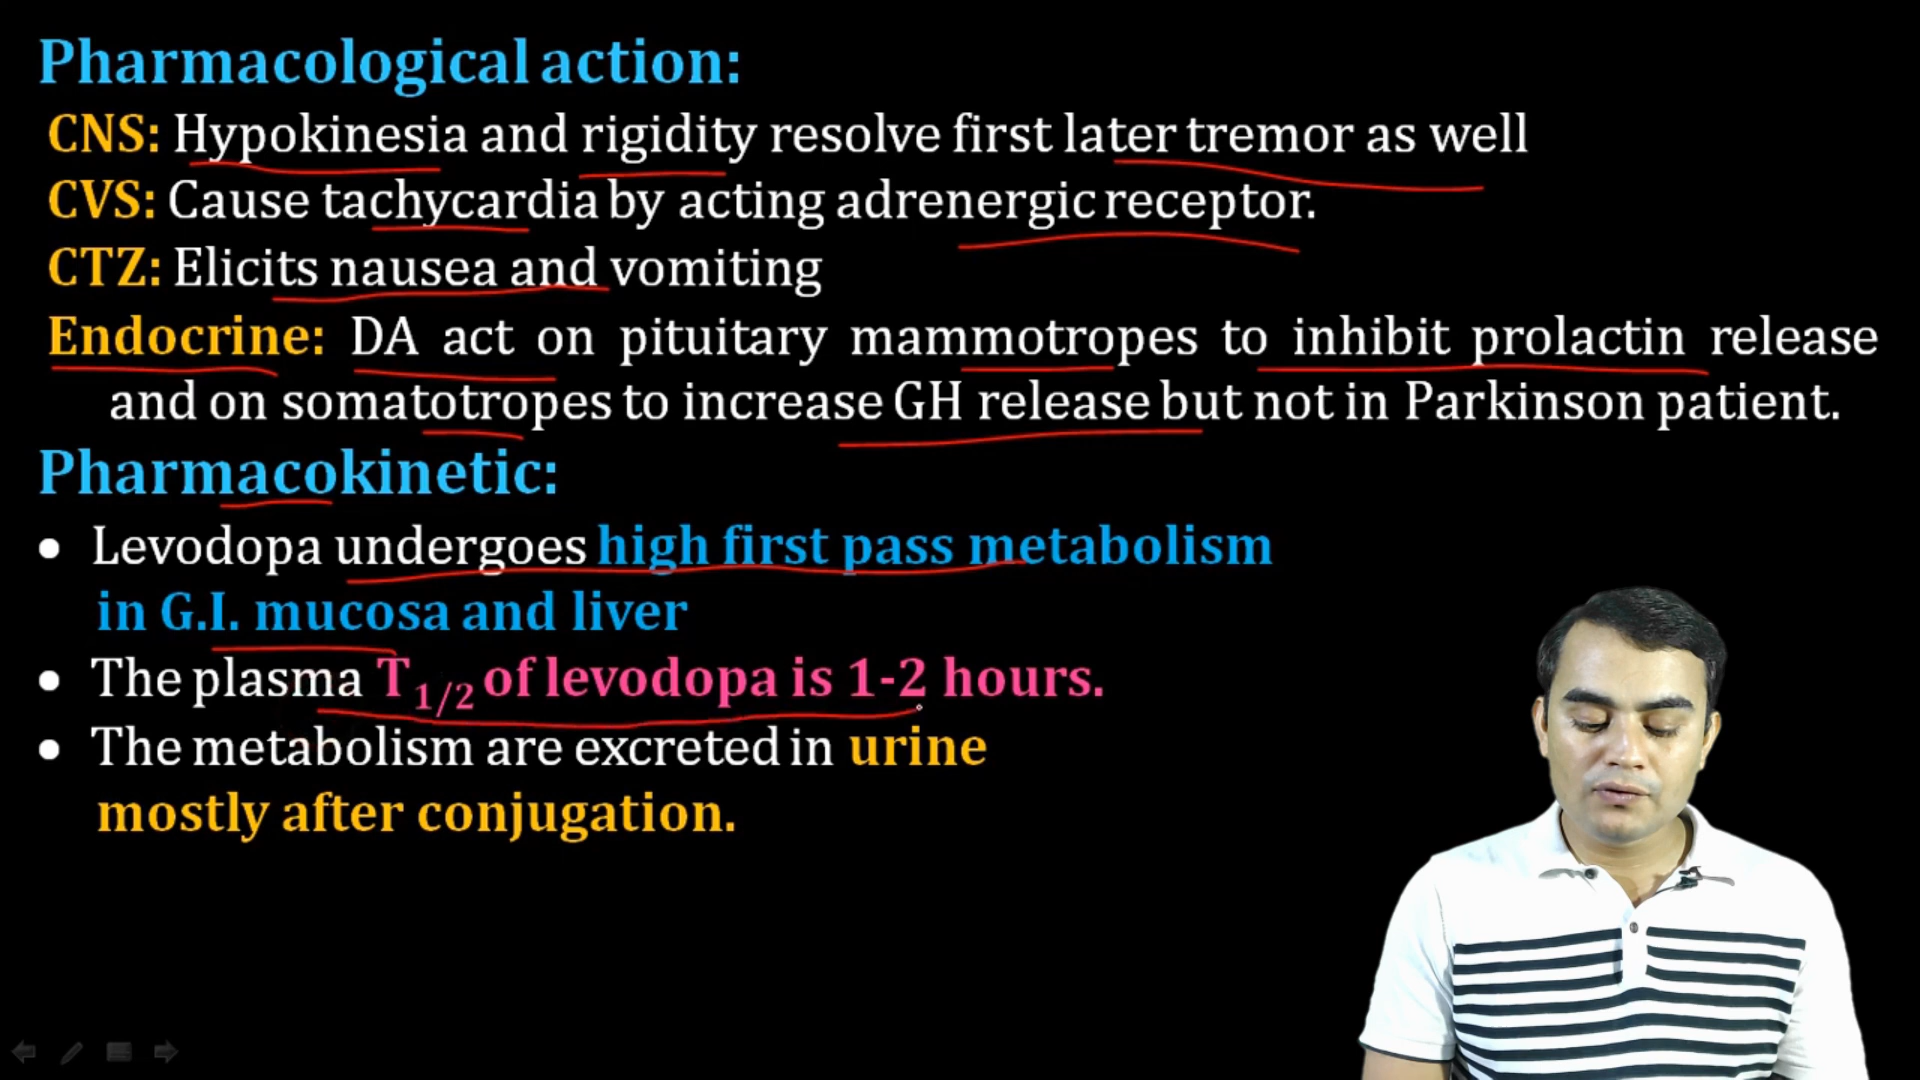 Pharmacological action:
CNS: Hypokinesia and rigidity resolve first later tremor as well
CVS: Cause tachycardia by acting adrenergic receptor.
CTZ: Elicits nausea and vomiting
Endocrine: DA act on pituitary mammotropes to inhibit prolactin release
and on somatotropes to increase GH release but not in Parkinson patient.
Pharmacokinetic:
• Levodopa undergoes high first pass metabolism
in G.I. mucosa and liver
• The plasma T1/2 of levodopa is 1-2 hours.
• The metabolism are excreted in urine
mostly after conjugation.